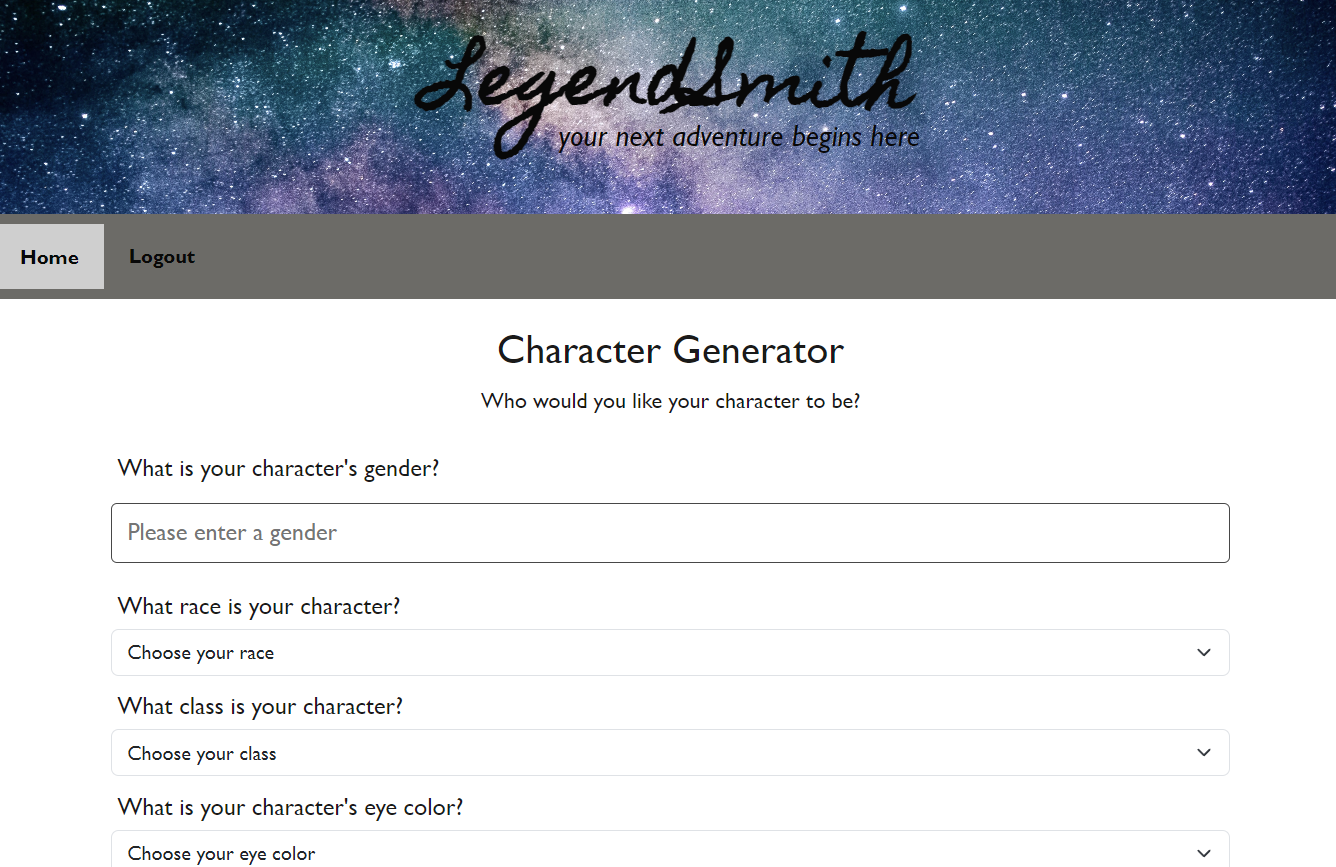 LegendSmith
your next adventure begins here
Home
Logout
Character Generator
Who would you like your character to be?
What is your character's gender?
Please enter a gender
What race is your character?
Choose your race
What class is your character?
Choose your class
What is your character's eye color?
Choose your eye color